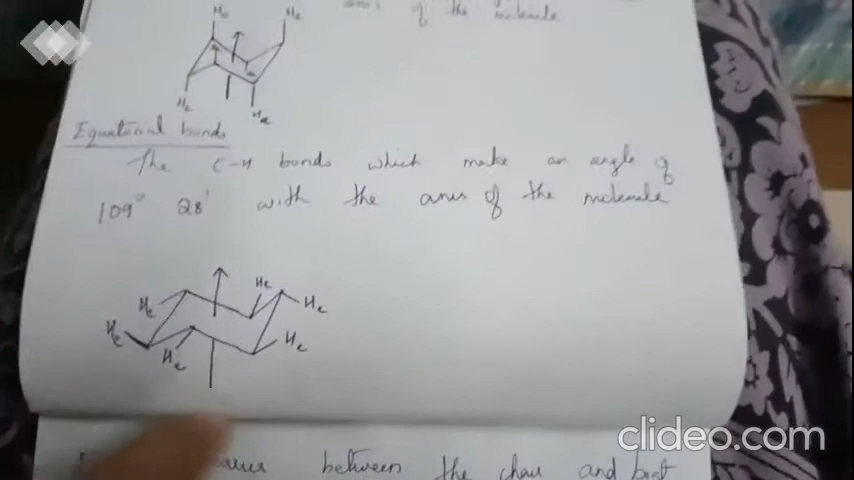 of the molecule
Ha Ha
Ha Ha
Equatorial bonds
The C-H bonds which make an angle of
109° 28' with the axis of the molecule
He
He He
He He
He
between the chair and boat
clideo.com